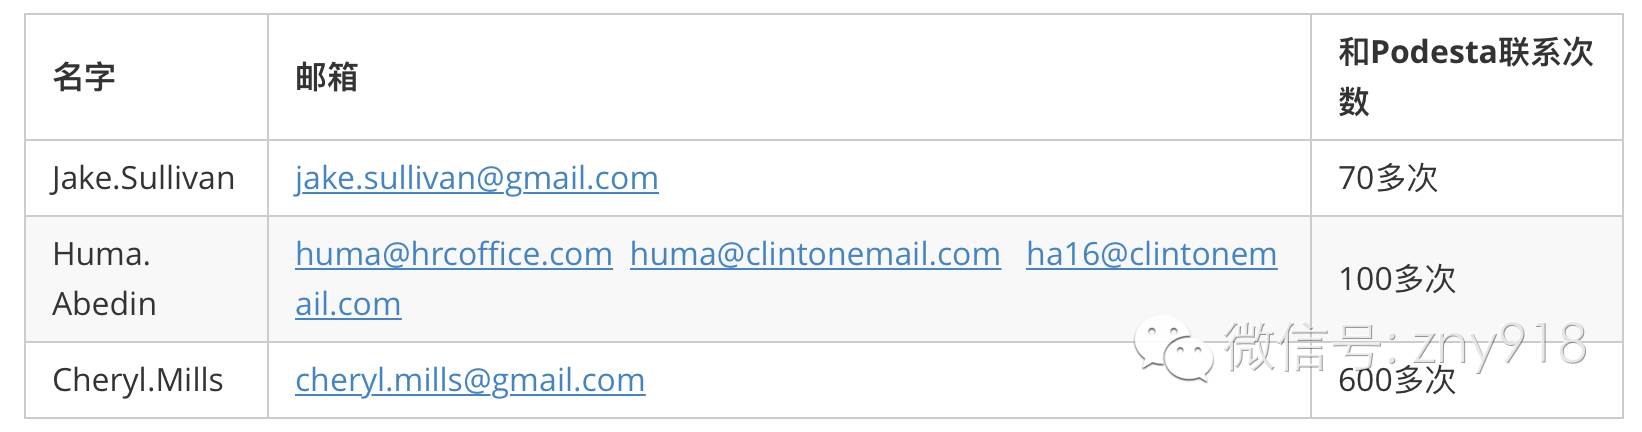 名字
邮箱
和Podesta联系次
数
Jake.Sullivan
jake.sullivan@gmail.com
70多次
Huma.
Abedin
huma@hrcoffice.com huma@clintonemail.com ha16@clintonem
ail.com
100多次
Cheryl.Mills
cheryl.mills@gmail.com
600多次
微信号: zny918